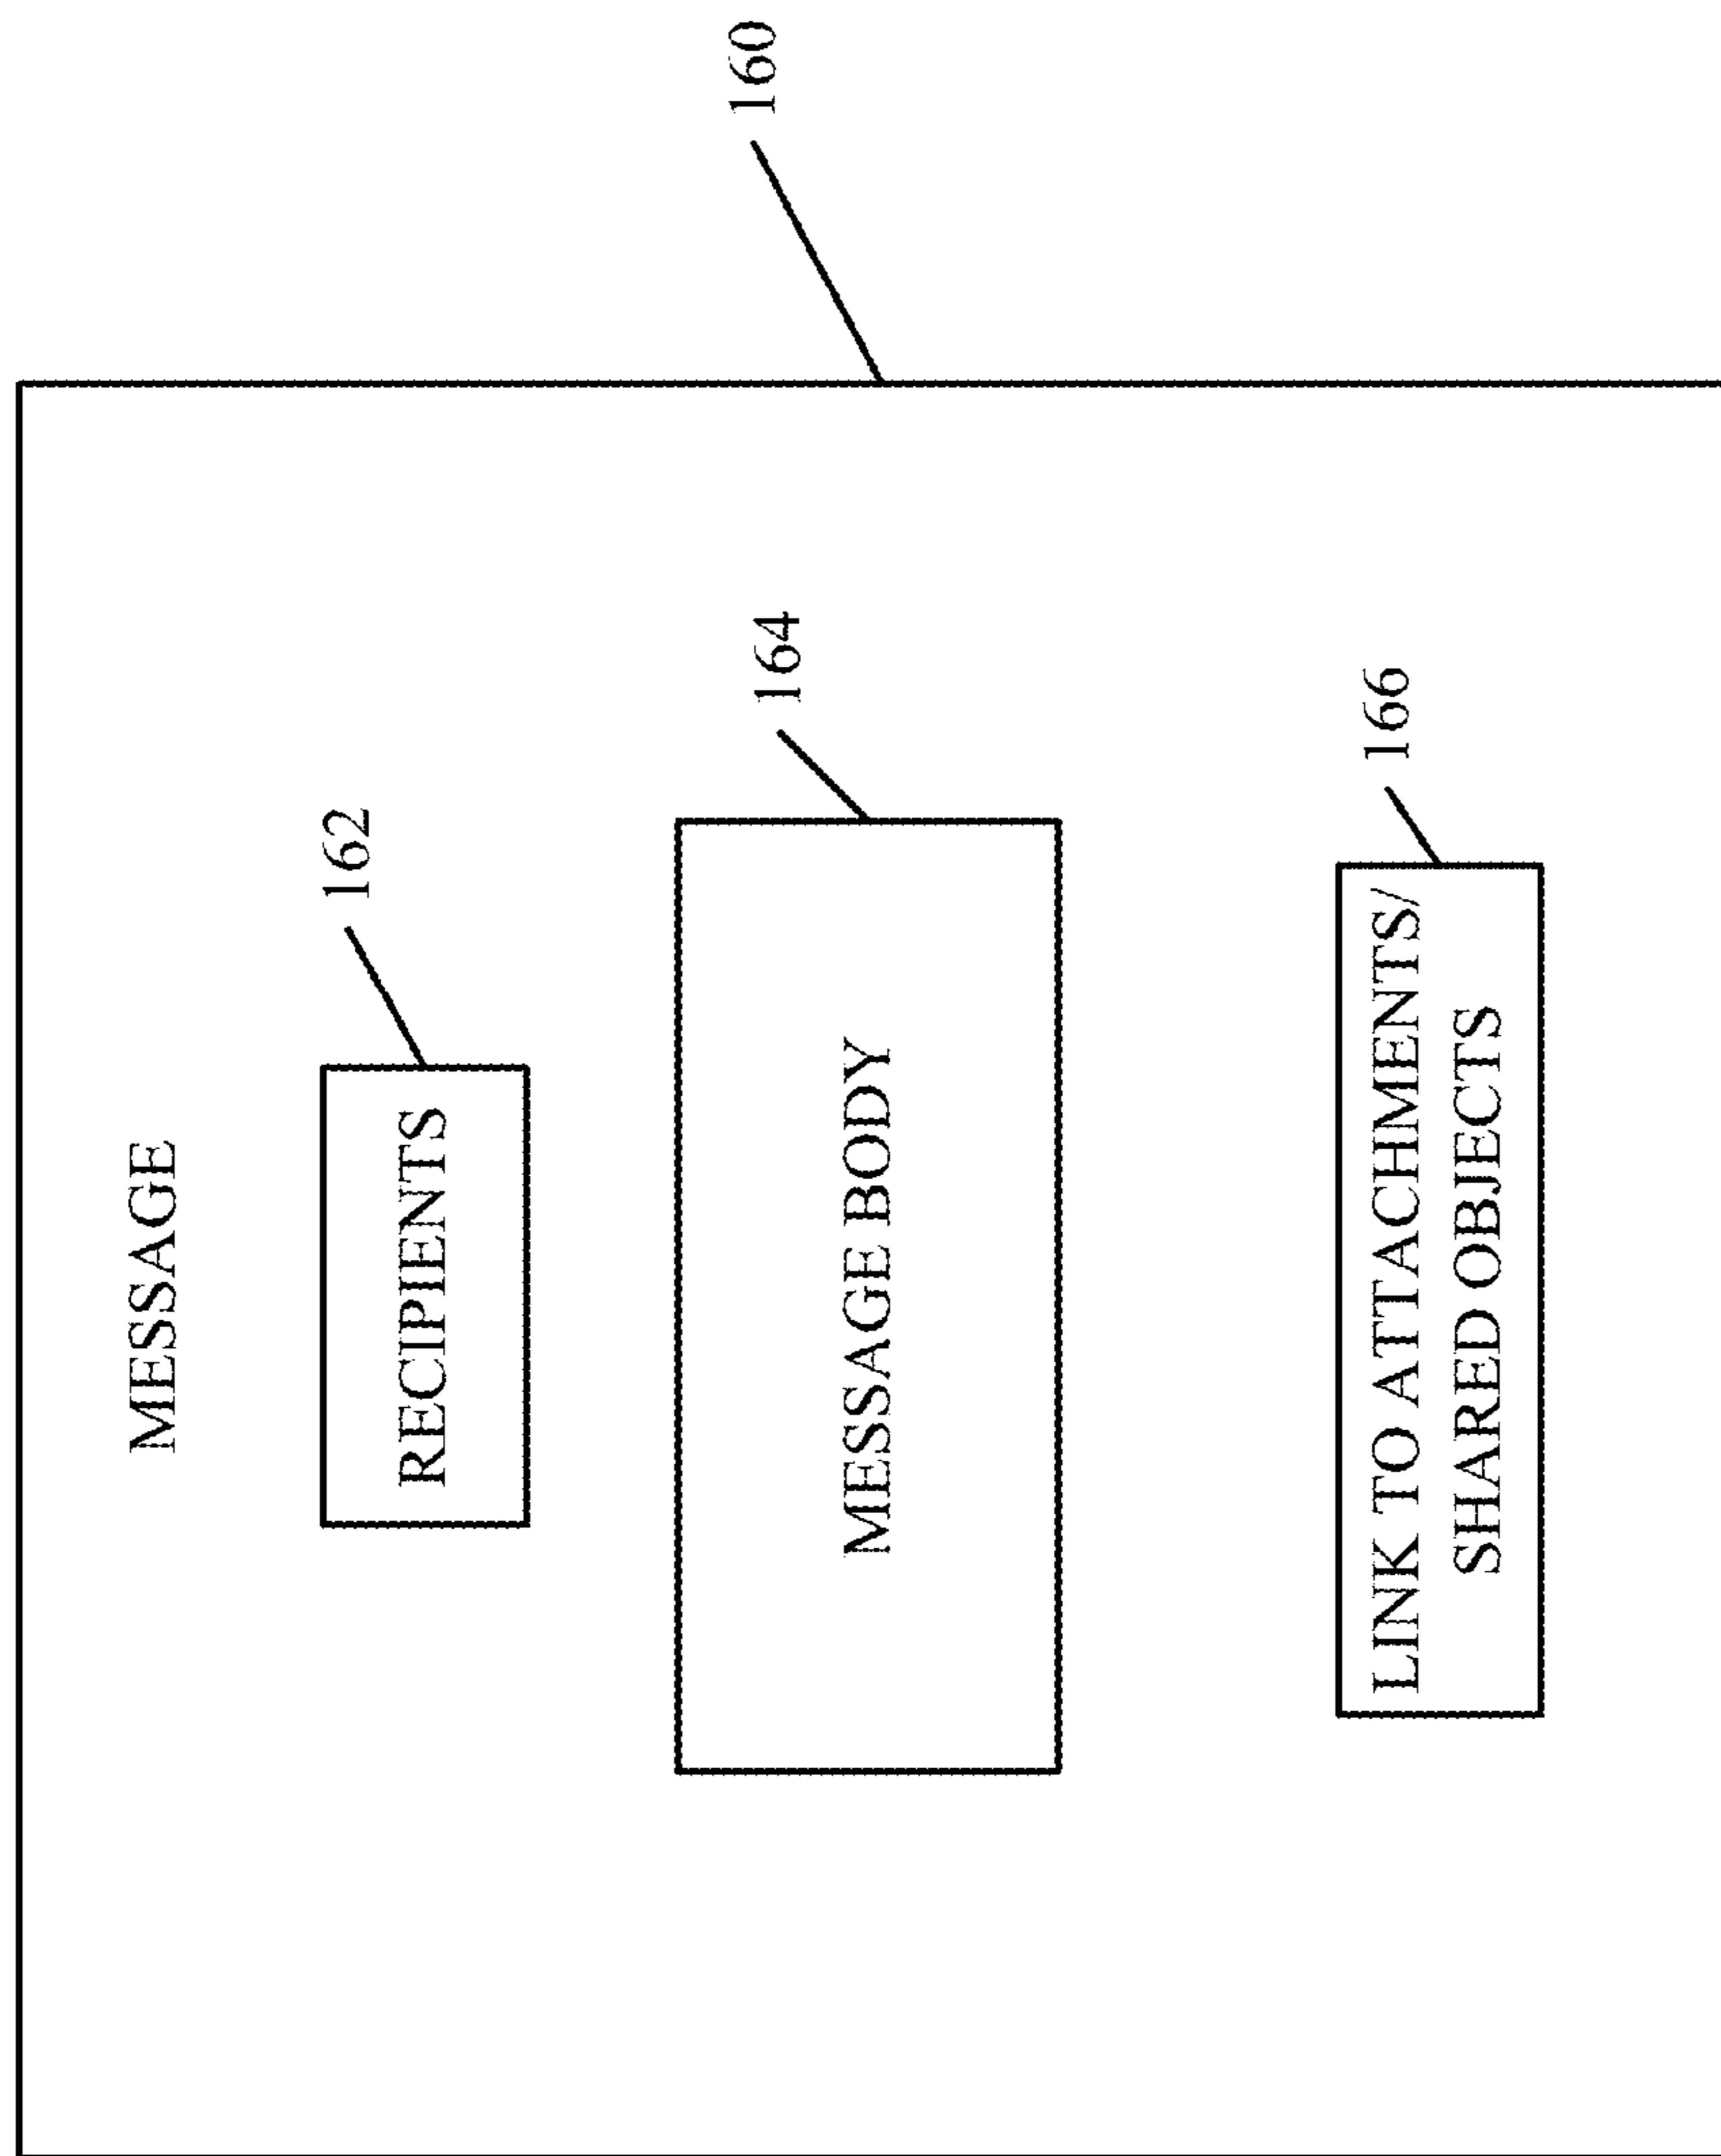 MESSAGE
160
162
RECIPIENTS
164
MESSAGE BODY
166
LINK TO ATTACHMENTS/
SHARED OBJECTS